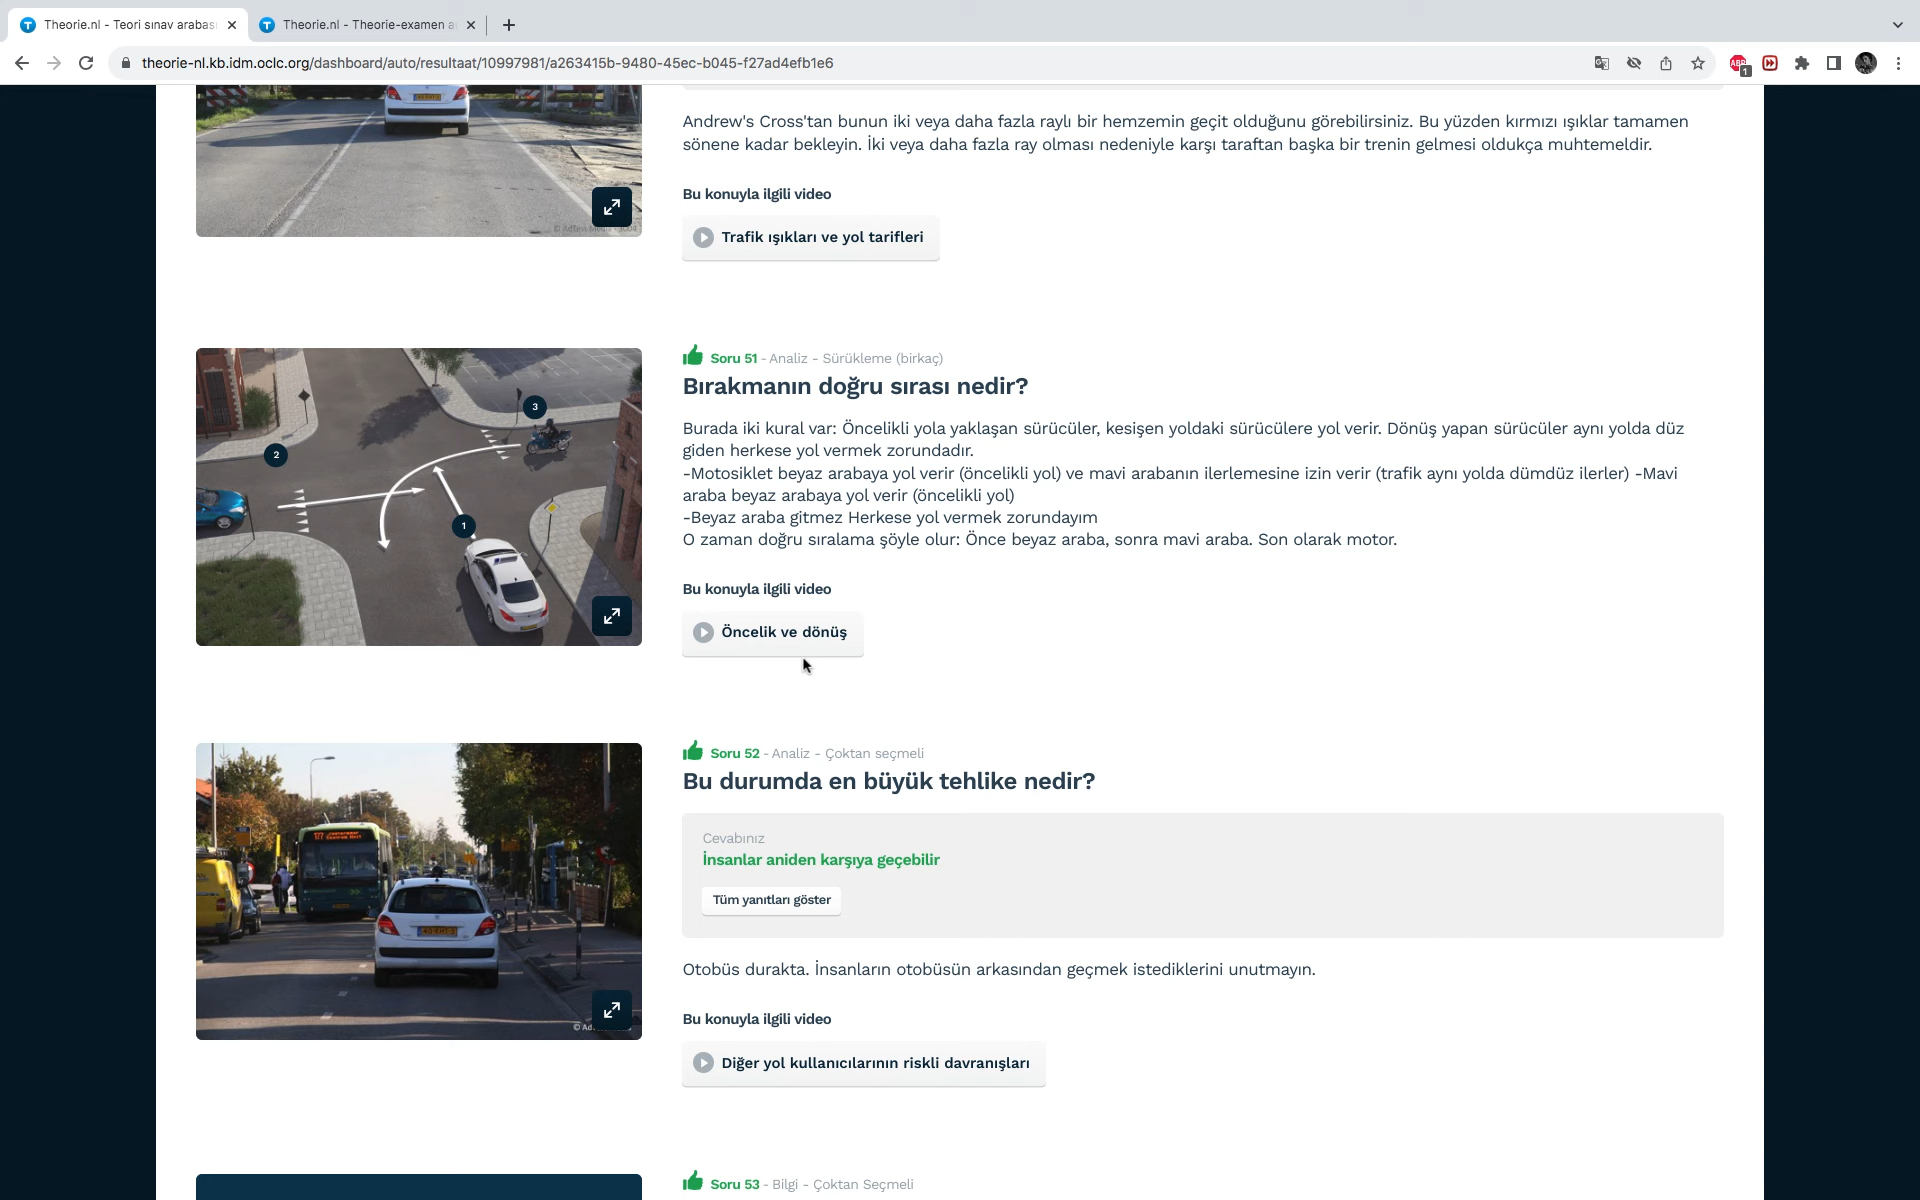 Theorie.nl - Teori sınav arabası
Theorie.nl - Theorie-examen au
theorie-nl.kb.idm.oclc.org/dashboard/auto/resultaat/10997981/a263415b-9480-45ec-b045-f27ad4efb1e6
ABP
1
Andrew's Cross'tan bunun iki veya daha fazla raylı bir hemzemin geçit olduğunu görebilirsiniz. Bu yüzden kırmızı ışıklar tamamen
sönene kadar bekleyin. İki veya daha fazla ray olması nedeniyle karşı taraftan başka bir trenin gelmesi oldukça muhtemeldir.
Bu konuyla ilgili video
Trafik ışıkları ve yol tarifleri
Soru 51 - Analiz - Sürükleme (birkaç)
Bırakmanın doğru sırası nedir?
Burada iki kural var: Öncelikli yola yaklaşan sürücüler, kesişen yoldaki sürücülere yol verir. Dönüş yapan sürücüler aynı yolda düz
giden herkese yol vermek zorundadır.
-Motosiklet beyaz arabaya yol verir (öncelikli yol) ve mavi arabanın ilerlemesine izin verir (trafik aynı yolda dümdüz ilerler) -Mavi
araba beyaz arabaya yol verir (öncelikli yol)
-Beyaz araba gitmez Herkese yol vermek zorundayım
O zaman doğru sıralama şöyle olur: Önce beyaz araba, sonra mavi araba. Son olarak motor.
3
2
1
Bu konuyla ilgili video
Öncelik ve dönüş
Soru 52 - Analiz - Çoktan seçmeli
Bu durumda en büyük tehlike nedir?
Cevabınız
İnsanlar aniden karşıya geçebilir
Tüm yanıtları göster
Otobüs durakta. İnsanların otobüsün arkasından geçmek istediklerini unutmayın.
Bu konuyla ilgili video
Diğer yol kullanıcılarının riskli davranışları
Soru 53 - Bilgi - Çoktan Seçmeli